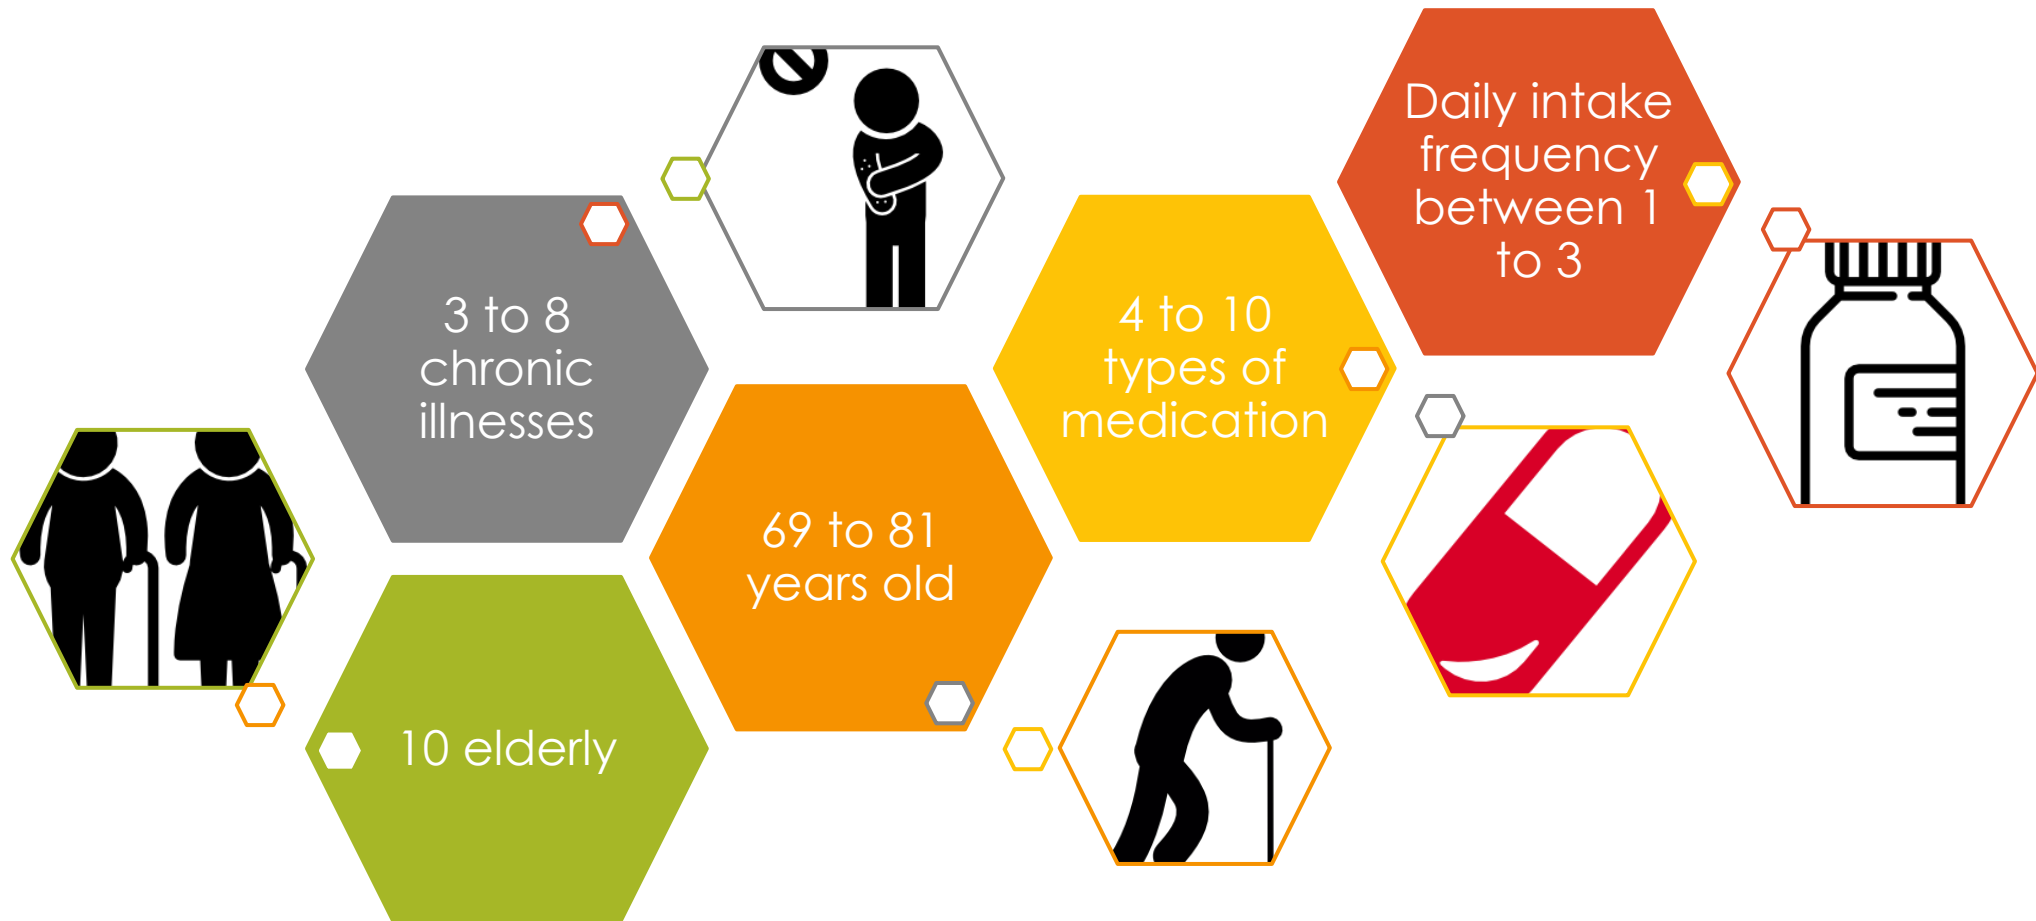 3 to 8
chronic
illnesses
10 elderly
69 to 81
years old
4 to 10
types of
medication
Daily intake
frequency
between 1
to 3